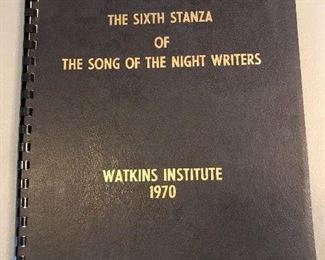 THE SIXTH STANZA
OF
THE SONG OF THE NIGHT WRITERS
WATKINS INSTITUTE
1970